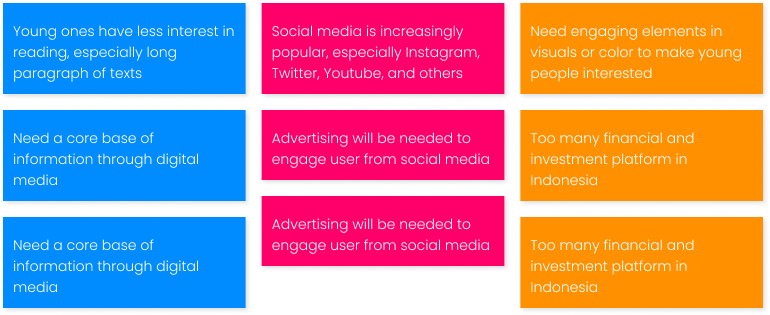 Young ones have less interest in
reading, especially long
paragraph of texts
Need a core base of
information through digital
media
Need a core base of
information through digital
media
Social media is increasingly
popular, especially Instagram,
Twitter, Youtube, and others
Advertising will be needed to
engage user from social media
Advertising will be needed to
engage user from social media
Need engaging elements in
visuals or color to make young
people interested
Too many financial and
investment platform in
Indonesia
Too many financial and
investment platform in
Indonesia